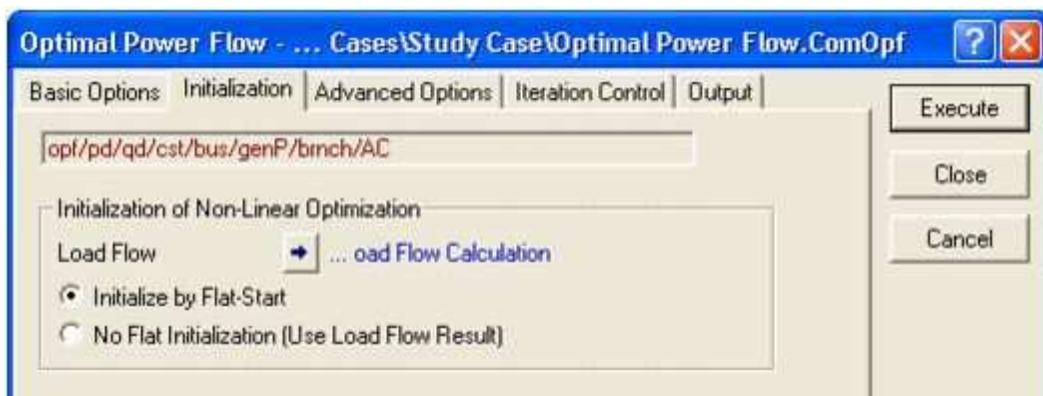 Optimal Power Flow - ... Cases\Study Case\Optimal Power Flow.ComOpf
Basic Options Initialization Advanced Options Iteration Control Output
Execute
opf/pd/qd/cst/bus/genP/brnch/AC
Close
Initialization of Non-Linear Optimization
Cancel
Load Flow ... oad Flow Calculation
Initialize by Flat-Start
No Flat Initialization (Use Load Flow Result)